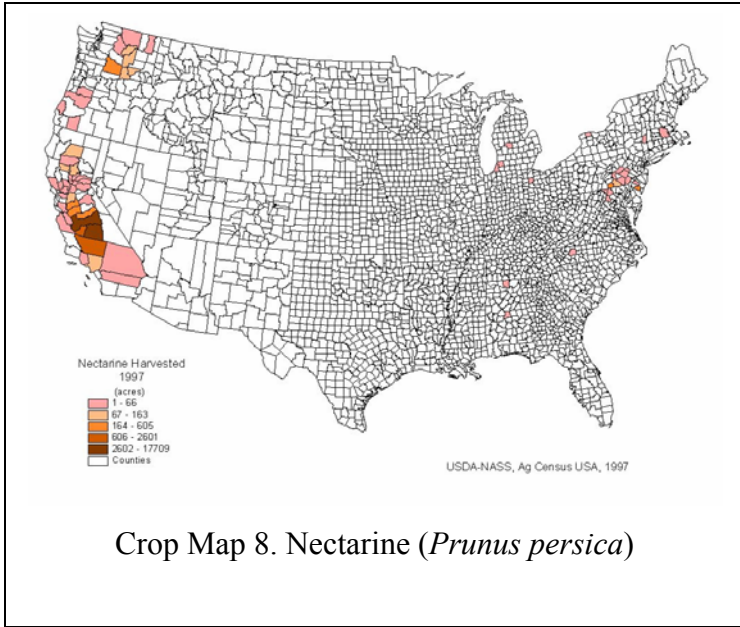 Nectarine Harvested
1997
(acres)
1 - 66
67 - 163
164 - 605
606 - 2601
2602 - 17709
Counties
USDA-NASS, Ag Census USA, 1997
Crop Map 8. Nectarine (Prunus persica)